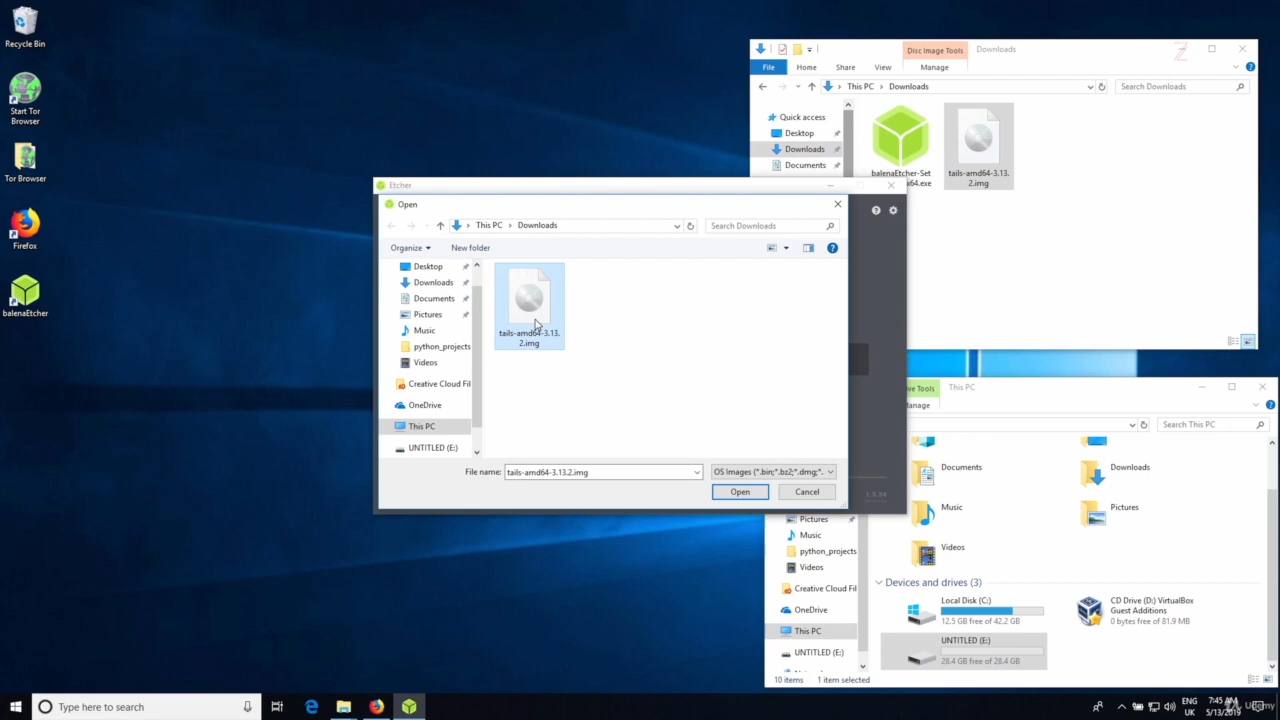 Recycle Bin
Start Tor
Browser
Tor Browser
Firefox
balenaEtcher
Disc Image Tools
Downloads
File
Home
Share
View
Manage
This PC
Downloads
Search Downloads
Quick access
Desktop
Downloads
Documents
balenaEtcher-Set
x64.exe
tails-amd64-3.13.
2.img
Etcher
Open
This PC
Downloads
Search Downloads
Organize
New folder
Desktop
Downloads
Documents
Pictures
Music
python_projects
Videos
Creative Cloud Fil
OneDrive
This PC
UNTITLED (E:)
tails-amd64-3.13.
2.img
File name:
tails-amd64-3.13.2.img
OS Images (*.bin;*.bz2;*.dmg;*.
Open
Cancel
1.5.34
ve Tools
This PC
Manage
Search This PC
Documents
Downloads
Music
Pictures
Videos
Pictures
Music
python_projects
Videos
Creative Cloud Fil
OneDrive
This PC
UNTITLED (E:)
Devices and drives (3)
Local Disk (C:)
12.5 GB free of 42.2 GB
CD Drive (D:) VirtualBox
Guest Additions
0 bytes free of 81.9 MB
UNTITLED (E:)
28.4 GB free of 28.4 GB
10 items
1 item selected
Type here to search
ENG
UK
7:45 AM
5/13/2019
Udemy